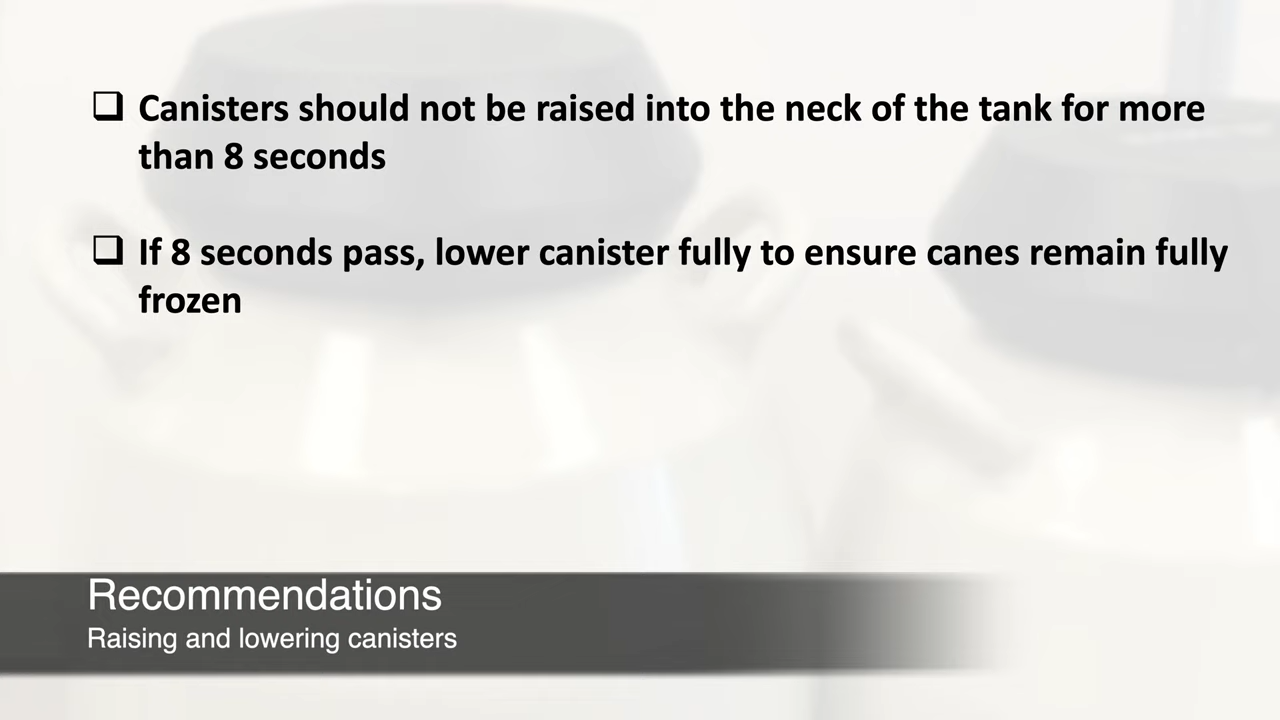 ❑ Canisters should not be raised into the neck of the tank for more
than 8 seconds
❑ If 8 seconds pass, lower canister fully to ensure canes remain fully
frozen
Recommendations
Raising and lowering canisters